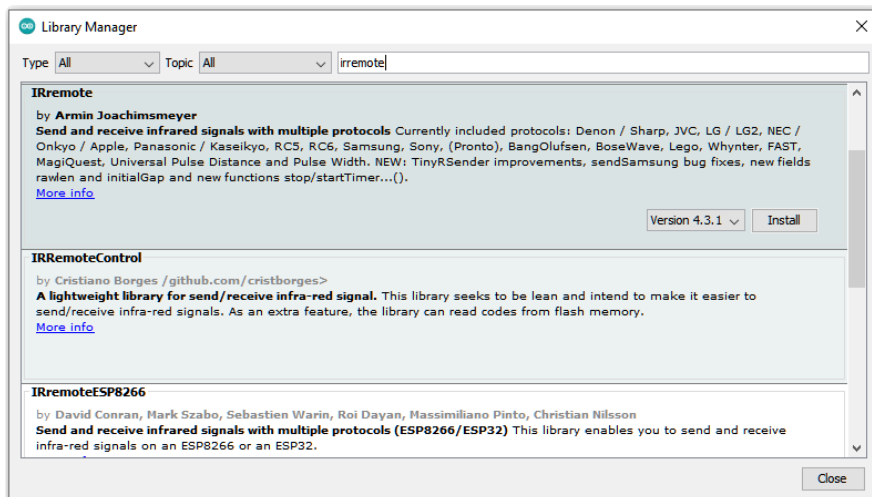 Library Manager
Type All Topic All irremote
IRremote
by Armin Joachimsmeyer
Send and receive infrared signals with multiple protocols Currently included protocols: Denon / Sharp, JVC, LG / LG2, NEC /
Onkyo / Apple, Panasonic / Kaseikyo, RC5, RC6, Samsung, Sony, (Pronto), BangOlufsen, BoseWave, Lego, Whynter, FAST,
MagiQuest, Universal Pulse Distance and Pulse Width. NEW: TinyRSender improvements, sendSamsung bug fixes, new fields
rawlen and initialGap and new functions stop/startTimer...().
More info
Version 4.3.1 Install
IRRemoteControl
by Cristiano Borges /github.com/cristborges>
A lightweight library for send/receive infra-red signal. This library seeks to be lean and intend to make it easier to
send/receive infra-red signals. As an extra feature, the library can read codes from flash memory.
More info
IRremoteESP8266
by David Conran, Mark Szabo, Sebastien Warin, Roi Dayan, Massimiliano Pinto, Christian Nilsson
Send and receive infrared signals with multiple protocols (ESP8266/ESP32) This library enables you to send and receive
infra-red signals on an ESP8266 or an ESP32.
Close